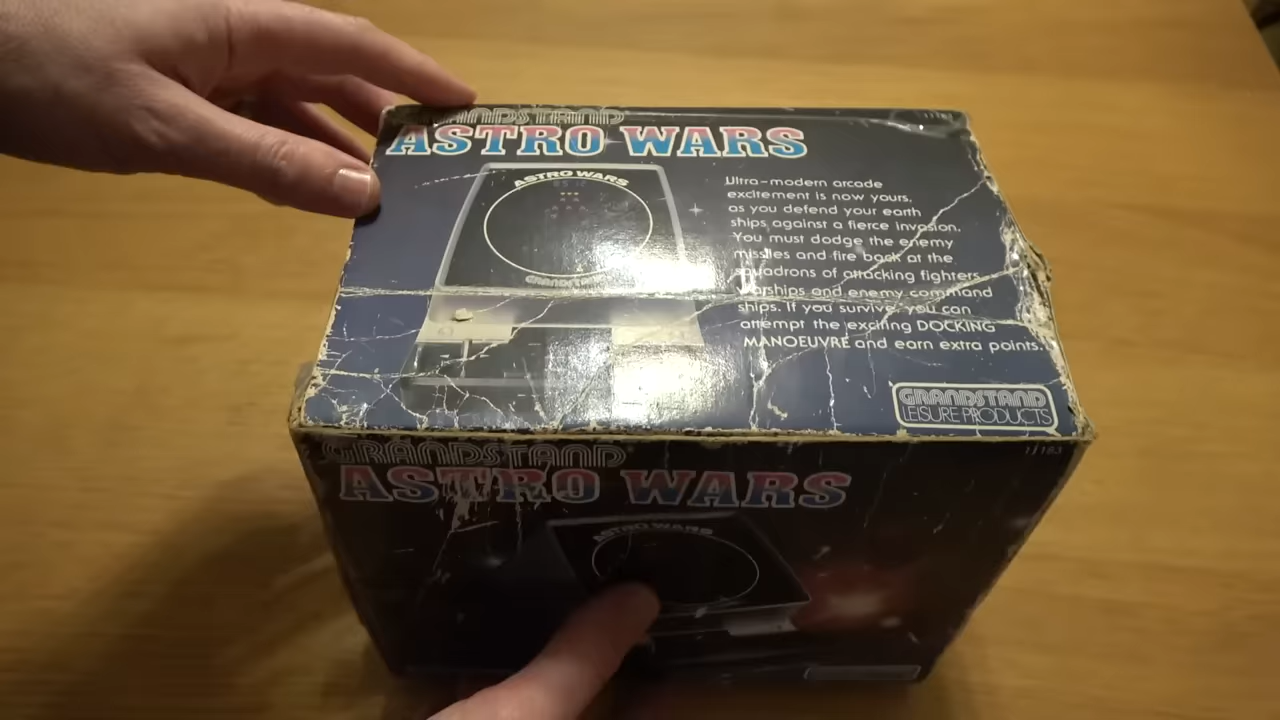 GRANDSTAND
ASTRO WARS
ASTRO WARS
Ultra-modern arcade
excitement is now yours,
as you defend your earth
ships against a fierce invasion.
You must dodge the enemy
missiles and fire back at the
squadrons of attacking fighters,
warships and enemy command
ships. If you survive, you can
attempt the exciting DOCKING
MANOEUVRE and earn extra points.
GRANDSTAND
LEISURE PRODUCTS
GRANDSTAND
ASTRO WARS
ASTRO WARS